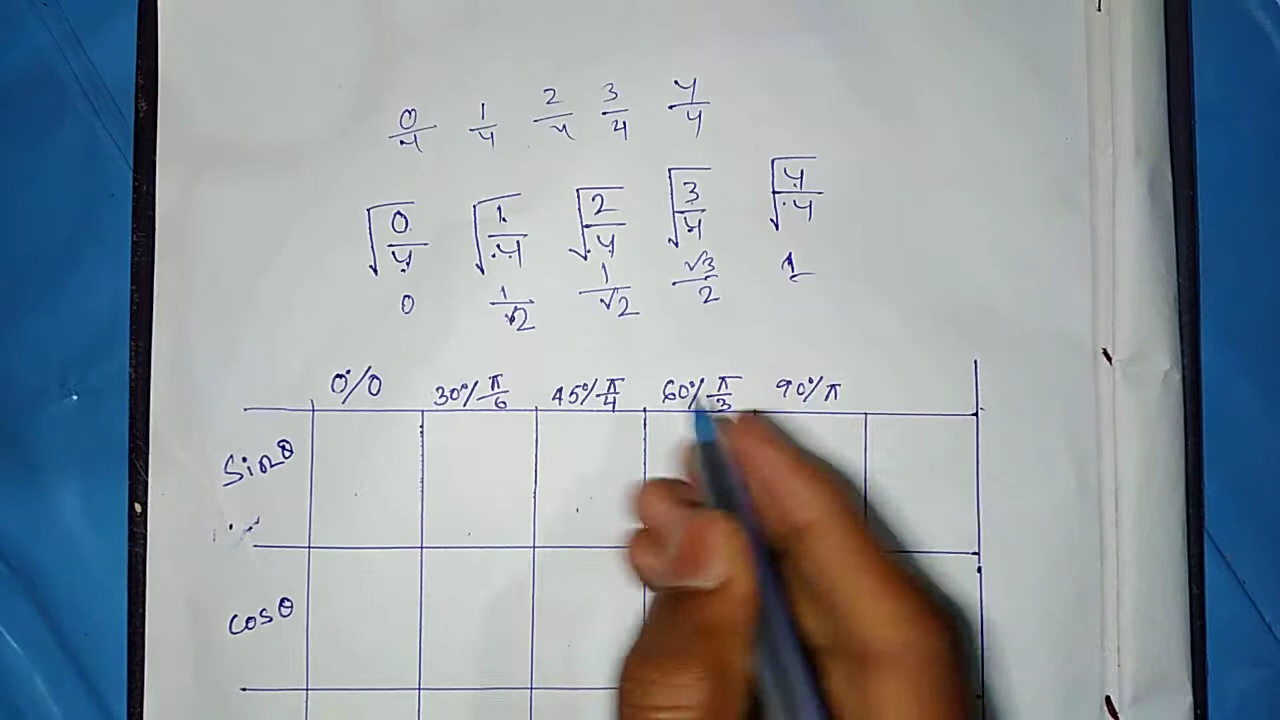 0/4 1/4 2/4 3/4 4/4
√(0/4) √(1/4) √(2/4) √(3/4) √(4/4)
0 1/√2 1/√2 √3/2 1
0°/0 30°/π/6 45°/π/4 60°/π/3 90°/π
Sinθ
cosθ